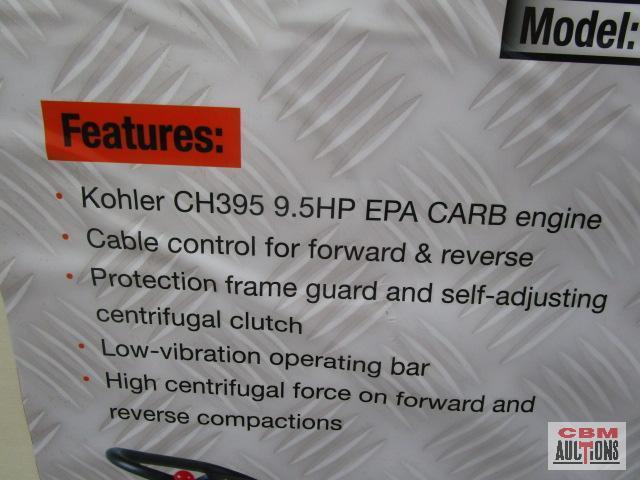 Model:
Features:
• Kohler CH395 9.5HP EPA CARB engine
• Cable control for forward & reverse
• Protection frame guard and self-adjusting
centrifugal clutch
• Low-vibration operating bar
• High centrifugal force on forward and
reverse compactions
CBM
AUCTIONS